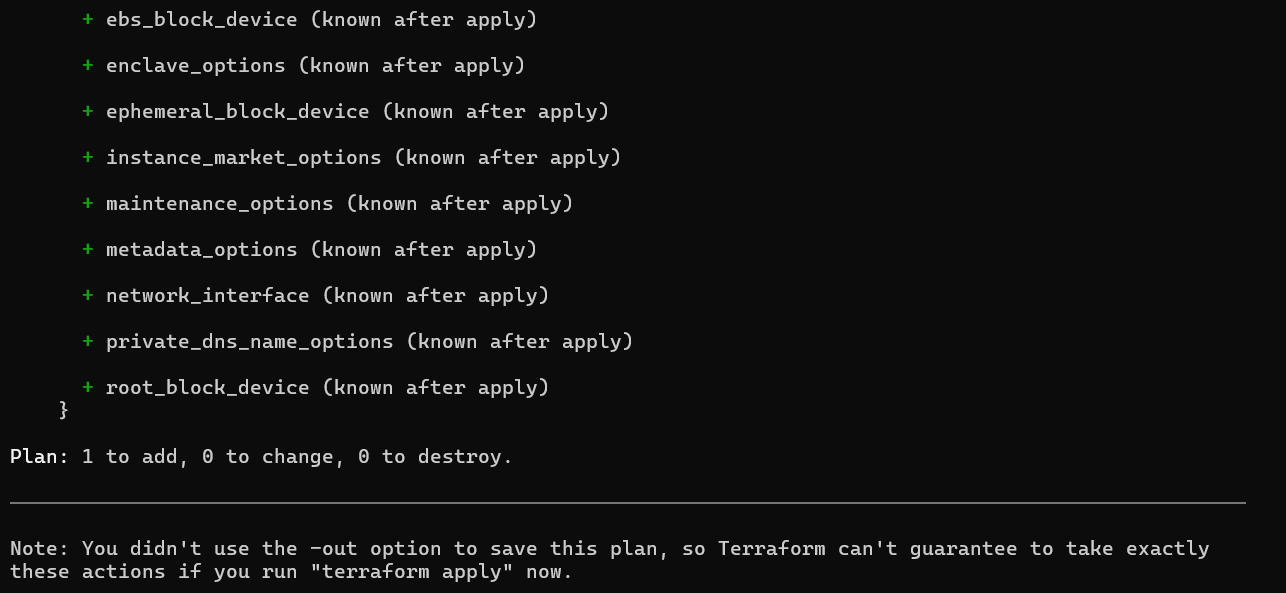 + ebs_block_device (known after apply)
+ enclave_options (known after apply)
+ ephemeral_block_device (known after apply)
+ instance_market_options (known after apply)
+ maintenance_options (known after apply)
+ metadata_options (known after apply)
+ network_interface (known after apply)
+ private_dns_name_options (known after apply)
+ root_block_device (known after apply)
}
Plan: 1 to add, 0 to change, 0 to destroy.
Note: You didn't use the -out option to save this plan, so Terraform can't guarantee to take exactly
these actions if you run "terraform apply" now.